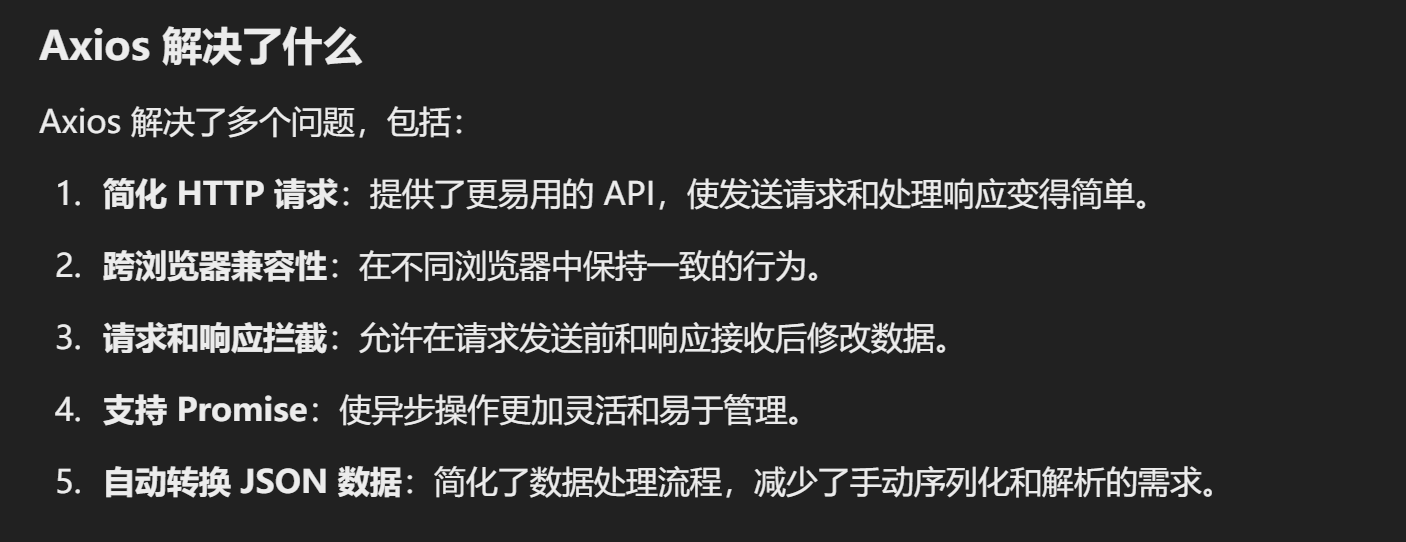 Axios 解决了什么
Axios 解决了多个问题，包括：
1. 简化 HTTP 请求：提供了更易用的 API，使发送请求和处理响应变得简单。
2. 跨浏览器兼容性：在不同浏览器中保持一致的行为。
3. 请求和响应拦截：允许在请求发送前和响应接收后修改数据。
4. 支持 Promise：使异步操作更加灵活和易于管理。
5. 自动转换 JSON 数据：简化了数据处理流程，减少了手动序列化和解析的需求。